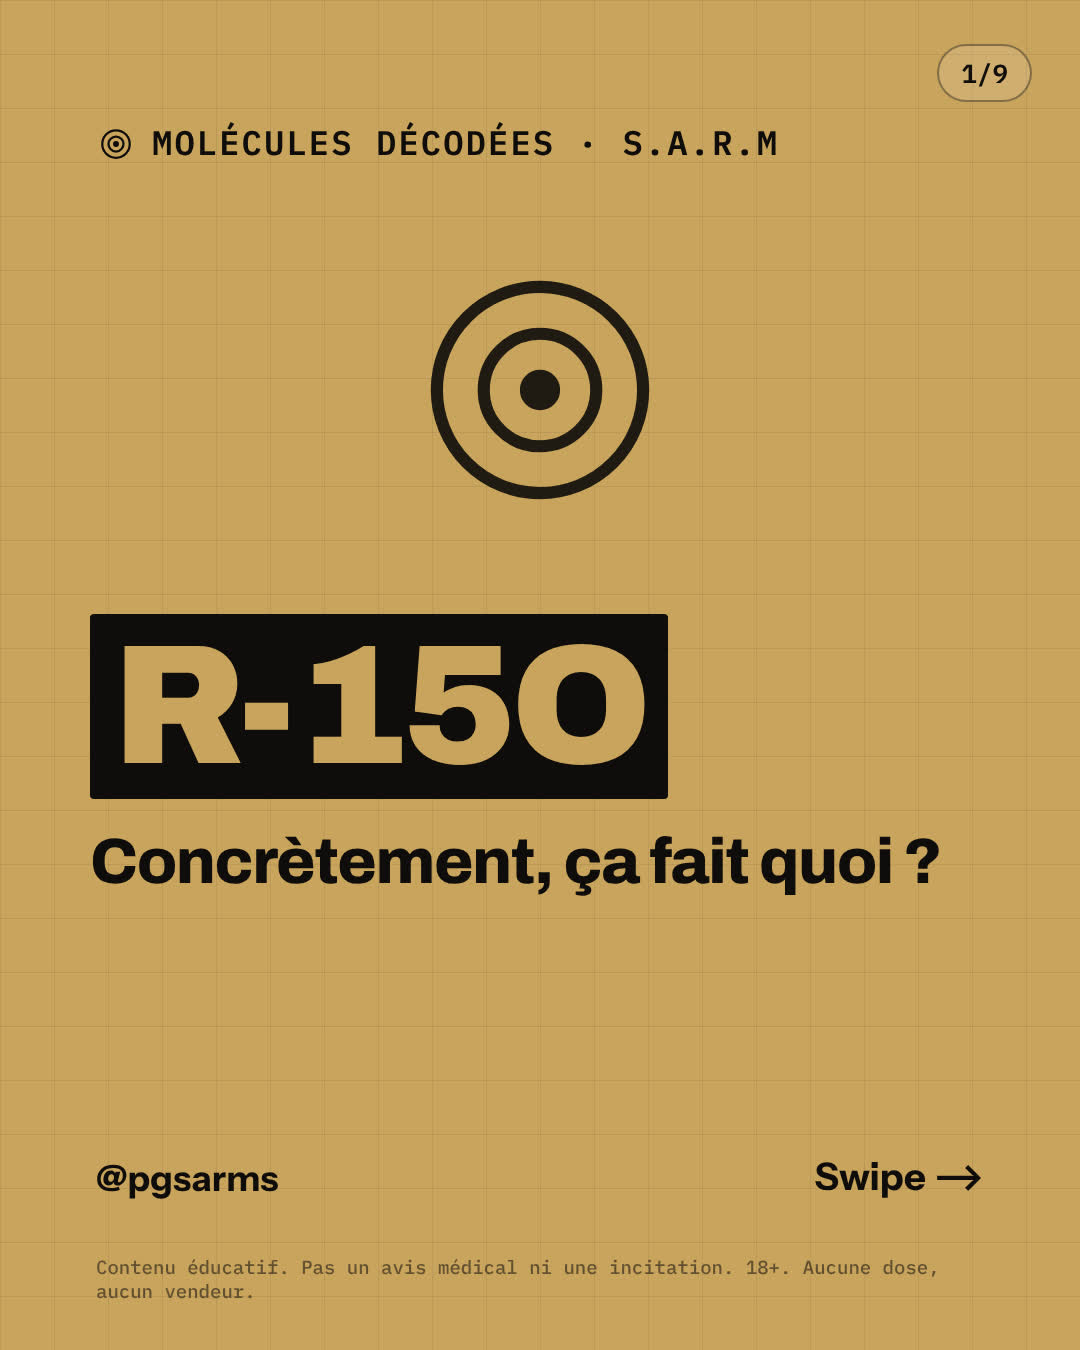 1/9
MOLÉCULES DÉCODÉES · S.A.R.M
R-150
Concrètement, ça fait quoi ?
@pgsarms
Swipe →
Contenu éducatif. Pas un avis médical ni une incitation. 18+. Aucune dose,
aucun vendeur.